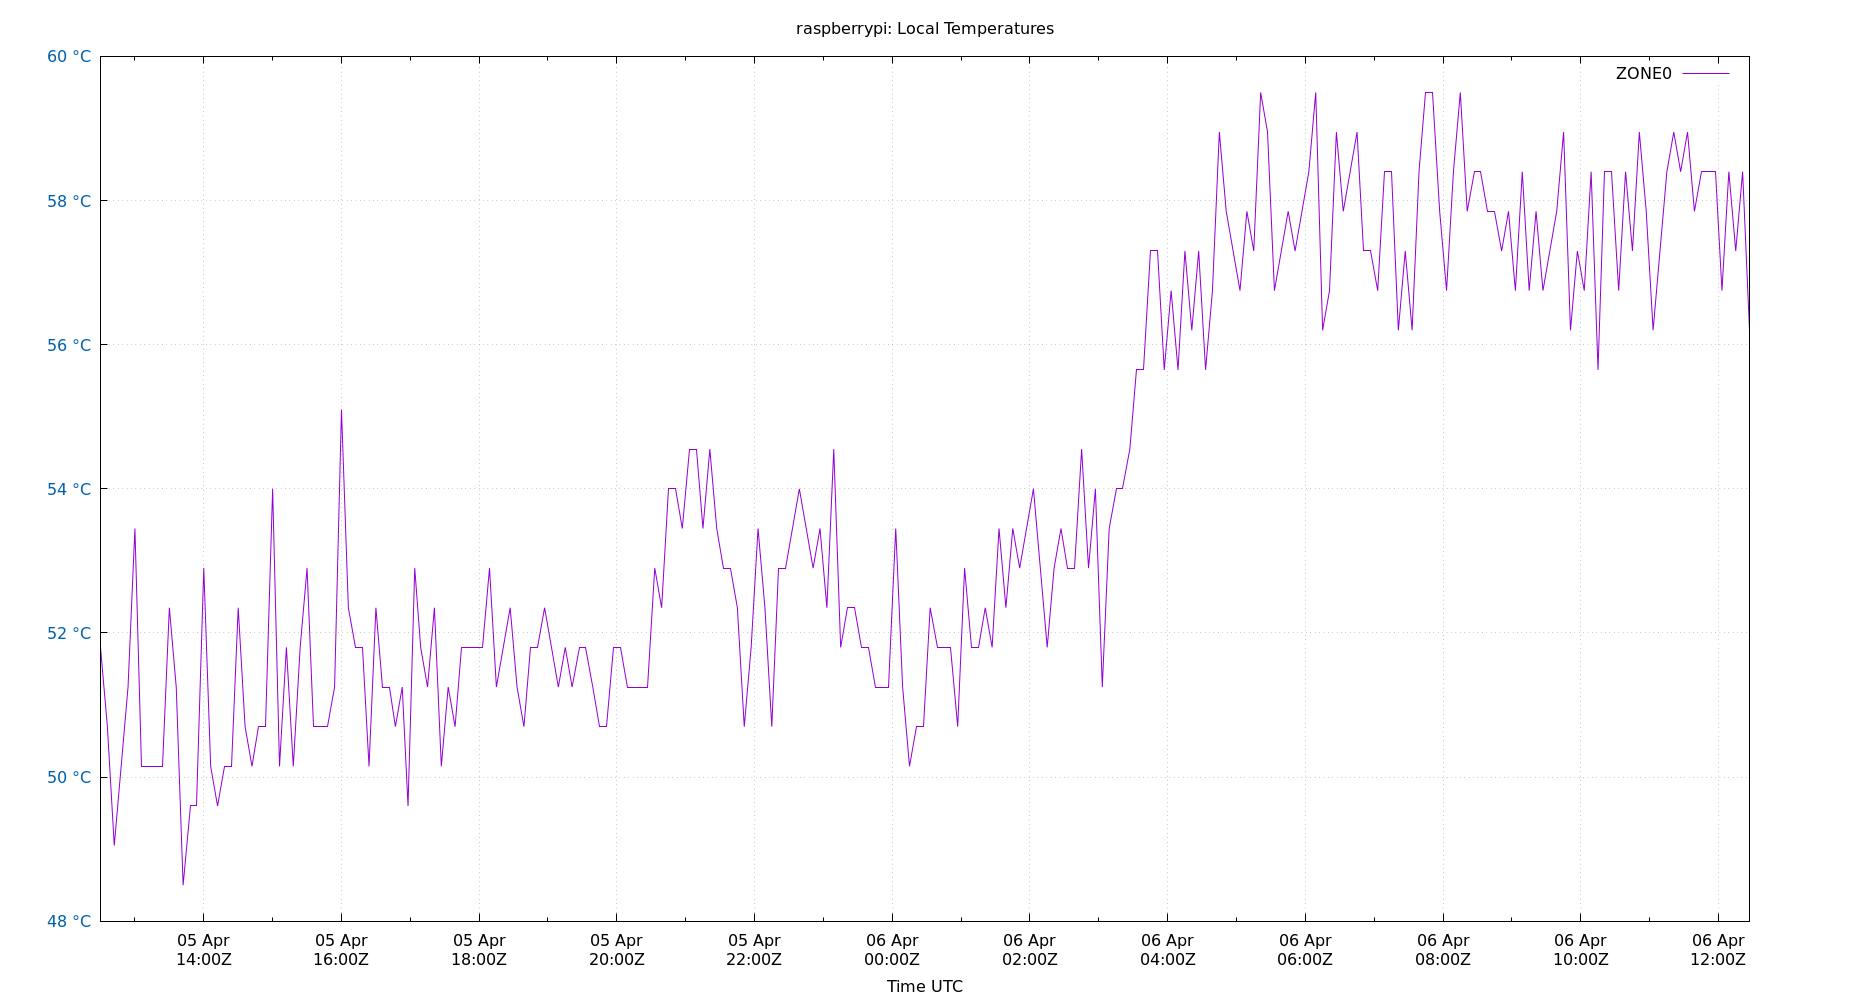 raspberrypi: Local Temperatures
60 °C
ZONE0
58 °C
56 °C
54 °C
52 °C
50 °C
48 °C
05 Apr 05 Apr 05 Apr 05 Apr 05 Apr 06 Apr 06 Apr 06 Apr 06 Apr 06 Apr 06 Apr 06 Apr
14:00Z 16:00Z 18:00Z 20:00Z 22:00Z 00:00Z 02:00Z 04:00Z 06:00Z 08:00Z 10:00Z 12:00Z
Time UTC